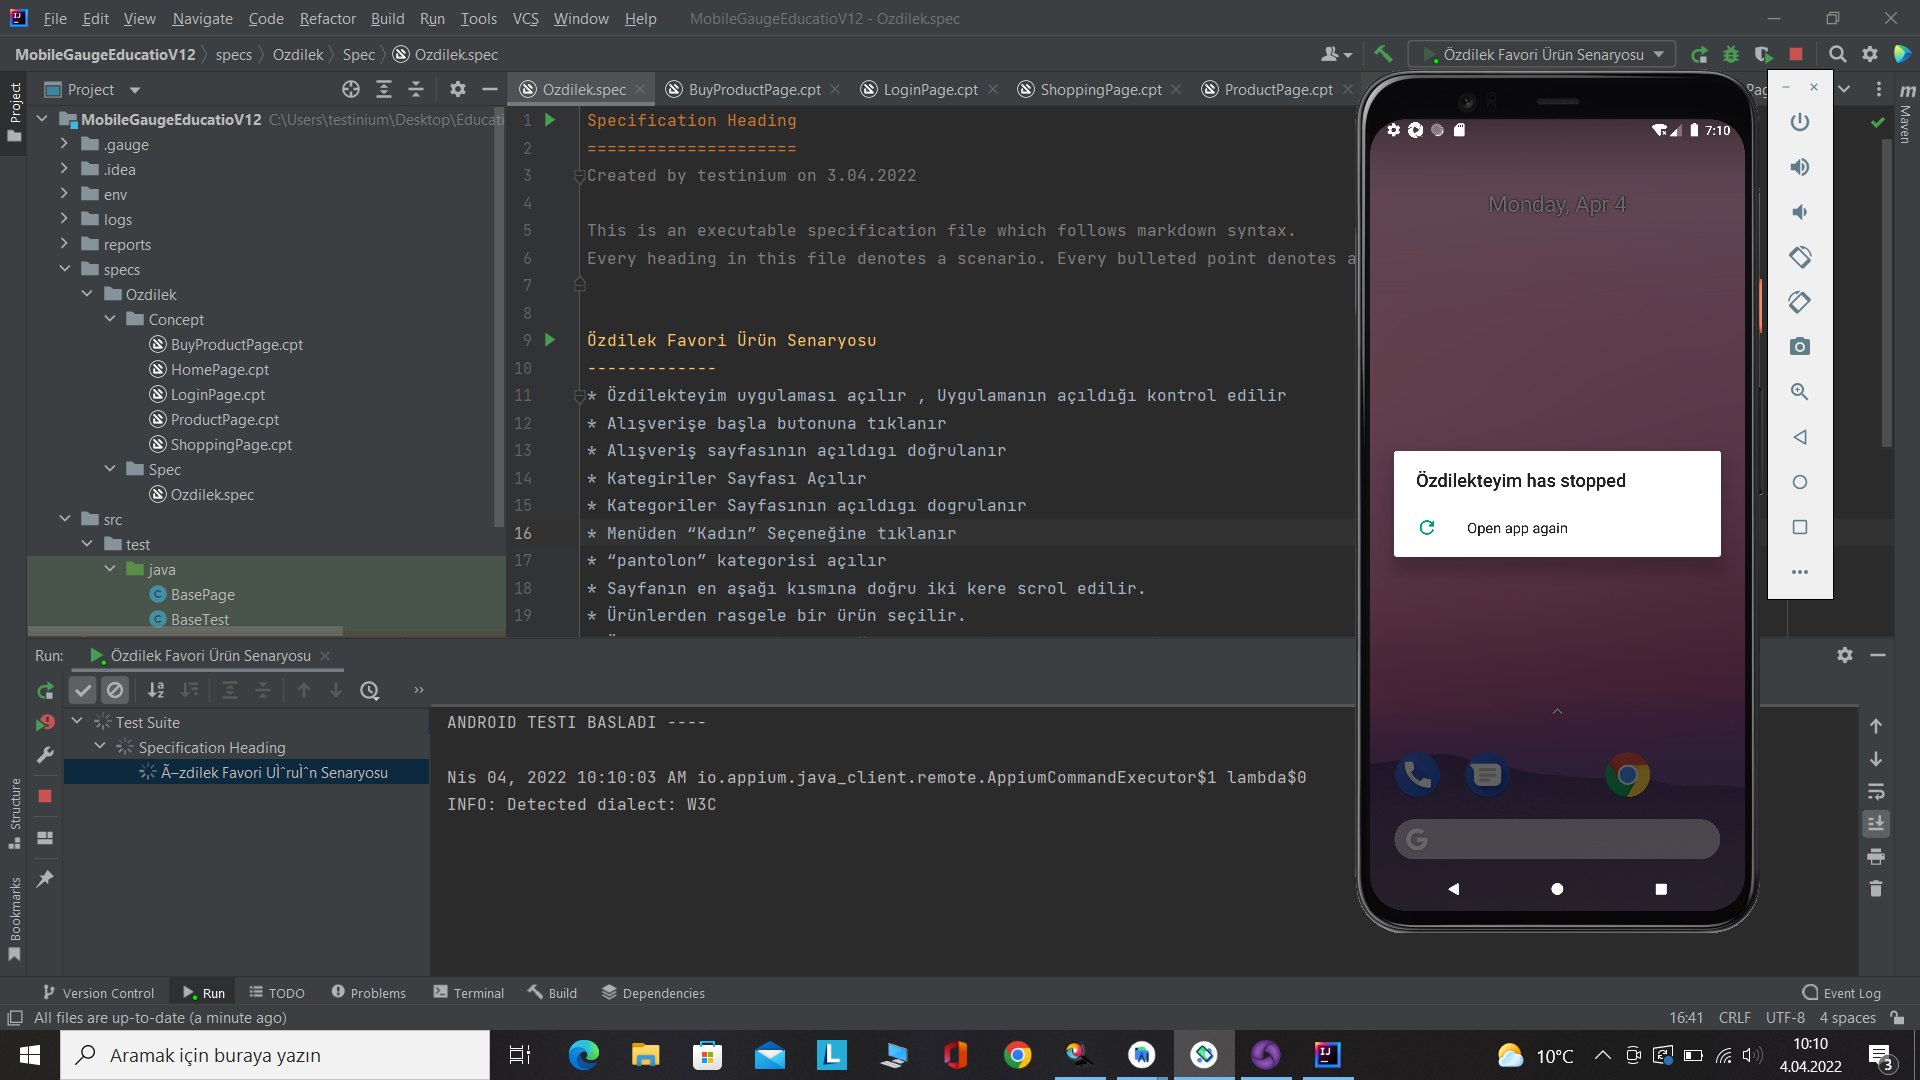 File Edit View Navigate Code Refactor Build Run Tools VCS Window Help MobileGaugeEducatioV12 - Ozdilek.spec
MobileGaugeEducatioV12 specs Ozdilek Spec Ozdilek.spec
Özdilek Favori Ürün Senaryosu
Project
Ozdilek.spec BuyProductPage.cpt LoginPage.cpt ShoppingPage.cpt ProductPage.cpt
Project
Maven
MobileGaugeEducatioV12 C:\Users\testinium\Desktop\Educati
.gauge
.idea
env
logs
reports
specs
Ozdilek
Concept
BuyProductPage.cpt
HomePage.cpt
LoginPage.cpt
ProductPage.cpt
ShoppingPage.cpt
Spec
Ozdilek.spec
src
test
java
BasePage
BaseTest
1 Specification Heading
2 =====================
3 Created by testinium on 3.04.2022
4
5 This is an executable specification file which follows markdown syntax.
6 Every heading in this file denotes a scenario. Every bulleted point denotes a
7
8
9 Özdilek Favori Ürün Senaryosu
10 -------------
11 * Özdilekteyim uygulaması açılır , Uygulamanın açıldığı kontrol edilir
12 * Alışverişe başla butonuna tıklanır
13 * Alışveriş sayfasının açıldıgı doğrulanır
14 * Kategiriler Sayfası Açılır
15 * Kategoriler Sayfasının açıldıgı dogrulanır
16 * Menüden “Kadın” Seçeneğine tıklanır
17 * “pantolon” kategorisi açılır
18 * Sayfanın en aşağı kısmına doğru iki kere scrol edilir.
19 * Ürünlerden rasgele bir ürün seçilir.
7:10
Monday, Apr 4
Özdilekteyim has stopped
Open app again
Run: Özdilek Favori Ürün Senaryosu
Test Suite
Specification Heading
Ã–zdilek Favori UÌˆruÌˆn Senaryosu
ANDROID TESTI BASLADI ----
Nis 04, 2022 10:10:03 AM io.appium.java_client.remote.AppiumCommandExecutor$1 lambda$0
INFO: Detected dialect: W3C
Structure
Bookmarks
Version Control Run TODO Problems Terminal Build Dependencies Event Log
All files are up-to-date (a minute ago) 16:41 CRLF UTF-8 4 spaces
Aramak için buraya yazın
10°C
10:10
4.04.2022
3